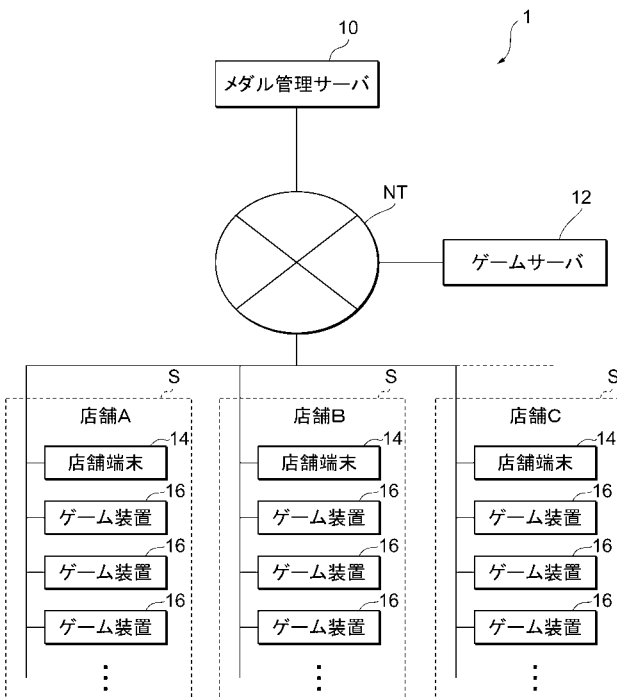 1
10
メダル管理サーバ
NT
12
ゲームサーバ
S
店舗A
14
店舗端末
16
ゲーム装置
16
ゲーム装置
16
ゲーム装置
S
店舗B
14
店舗端末
16
ゲーム装置
16
ゲーム装置
16
ゲーム装置
S
店舗C
14
店舗端末
16
ゲーム装置
16
ゲーム装置
16
ゲーム装置